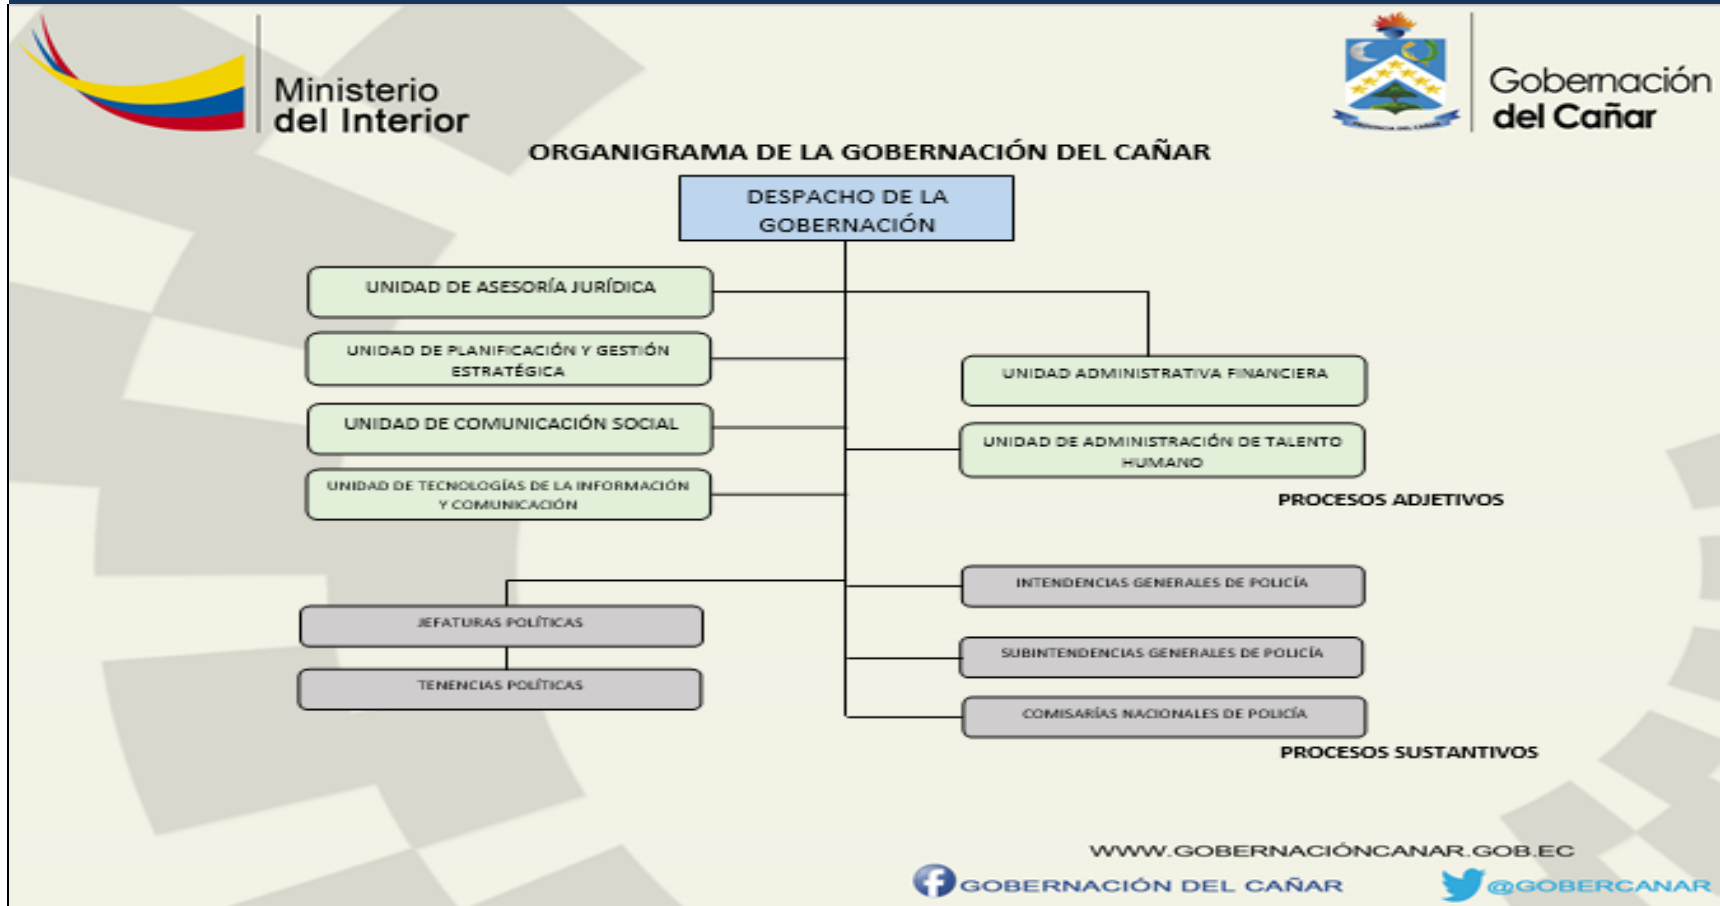 Ministerio
del Interior
Gobernación
del Cañar
PROVINCIA DEL CAÑAR
ORGANIGRAMA DE LA GOBERNACIÓN DEL CAÑAR
DESPACHO DE LA
GOBERNACIÓN
UNIDAD DE ASESORÍA JURÍDICA
UNIDAD DE PLANIFICACIÓN Y GESTIÓN
ESTRATÉGICA
UNIDAD DE COMUNICACIÓN SOCIAL
UNIDAD DE TECNOLOGÍAS DE LA INFORMACIÓN
Y COMUNICACIÓN
UNIDAD ADMINISTRATIVA FINANCIERA
UNIDAD DE ADMINISTRACIÓN DE TALENTO
HUMANO
PROCESOS ADJETIVOS
JEFATURAS POLÍTICAS
TENENCIAS POLÍTICAS
INTENDENCIAS GENERALES DE POLICÍA
SUBINTENDENCIAS GENERALES DE POLICÍA
COMISARÍAS NACIONALES DE POLICÍA
PROCESOS SUSTANTIVOS
WWW.GOBERNACIÓNCANAR.GOB.EC
GOBERNACIÓN DEL CAÑAR
@GOBERCANAR